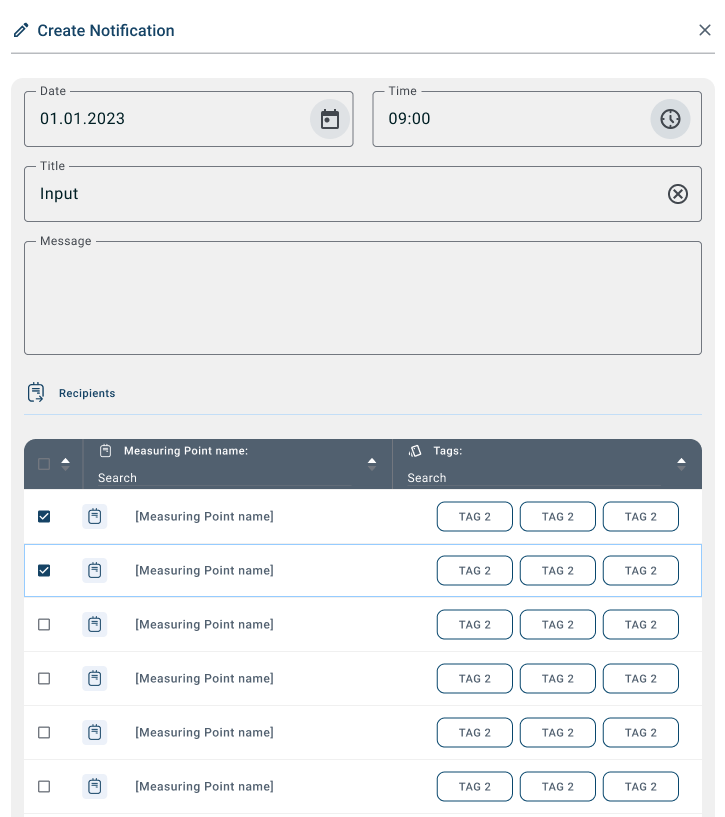 Create Notification
Date
Time
01.01.2023
09:00
Title
Input
Message
Recipients
Measuring Point name:
Tags:
Search
Search
[Measuring Point name] TAG 2 TAG 2 TAG 2
[Measuring Point name] TAG 2 TAG 2 TAG 2
[Measuring Point name] TAG 2 TAG 2 TAG 2
[Measuring Point name] TAG 2 TAG 2 TAG 2
[Measuring Point name] TAG 2 TAG 2 TAG 2
[Measuring Point name] TAG 2 TAG 2 TAG 2